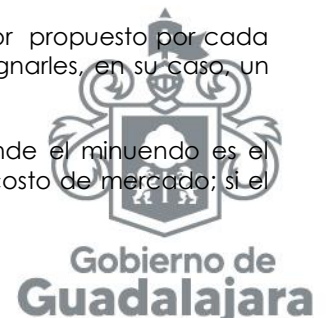 or propuesto por cada
gnarles, en su caso, un
nde el minuendo es el
costo de mercado; si el
Gobierno de
Guadalajara